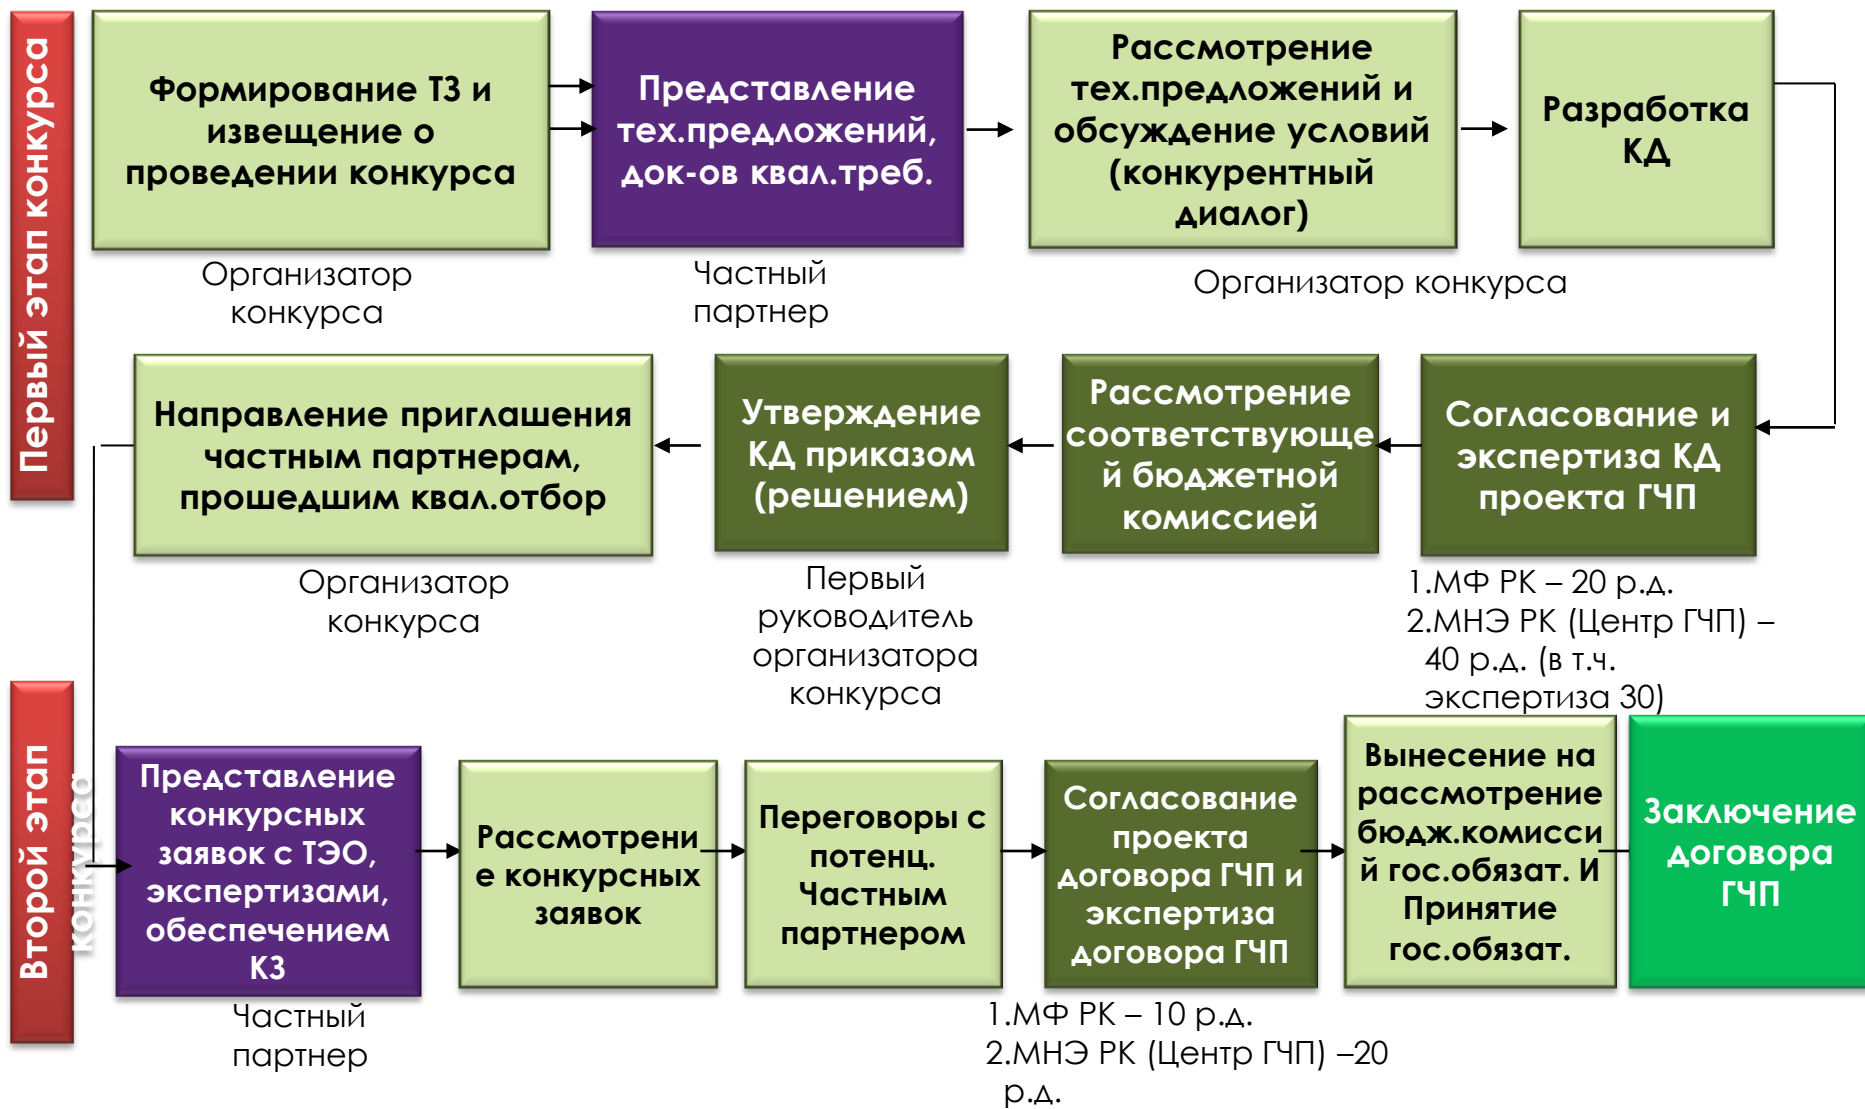 Первый этап конкурса
Формирование ТЗ и
извещение о
проведении конкурса
Организатор
конкурса
Представление
тех.предложений,
док-ов квал.треб.
Частный
партнер
Рассмотрение
тех.предложений и
обсуждение условий
(конкурентный
диалог)
Разработка
КД
Организатор конкурса
Направление приглашения
частным партнерам,
прошедшим квал.отбор
Организатор
конкурса
Утверждение
КД приказом
(решением)
Первый
руководитель
организатора
конкурса
Рассмотрение
соответствующе
й бюджетной
комиссией
Согласование и
экспертиза КД
проекта ГЧП
1.МФ РК – 20 р.д.
2.МНЭ РК (Центр ГЧП) –
40 р.д. (в т.ч.
экспертиза 30)
Второй этап
конкурса
Представление
конкурсных
заявок с ТЭО,
экспертизами,
обеспечением
КЗ
Частный
партнер
Рассмотрени
е конкурсных
заявок
Переговоры с
потенц.
Частным
партнером
Согласование
проекта
договора ГЧП и
экспертиза
договора ГЧП
1.МФ РК – 10 р.д.
2.МНЭ РК (Центр ГЧП) –20
р.д.
Вынесение на
рассмотрение
бюдж.комисси
й гос.обязат. И
Принятие
гос.обязат.
Заключение
договора
ГЧП